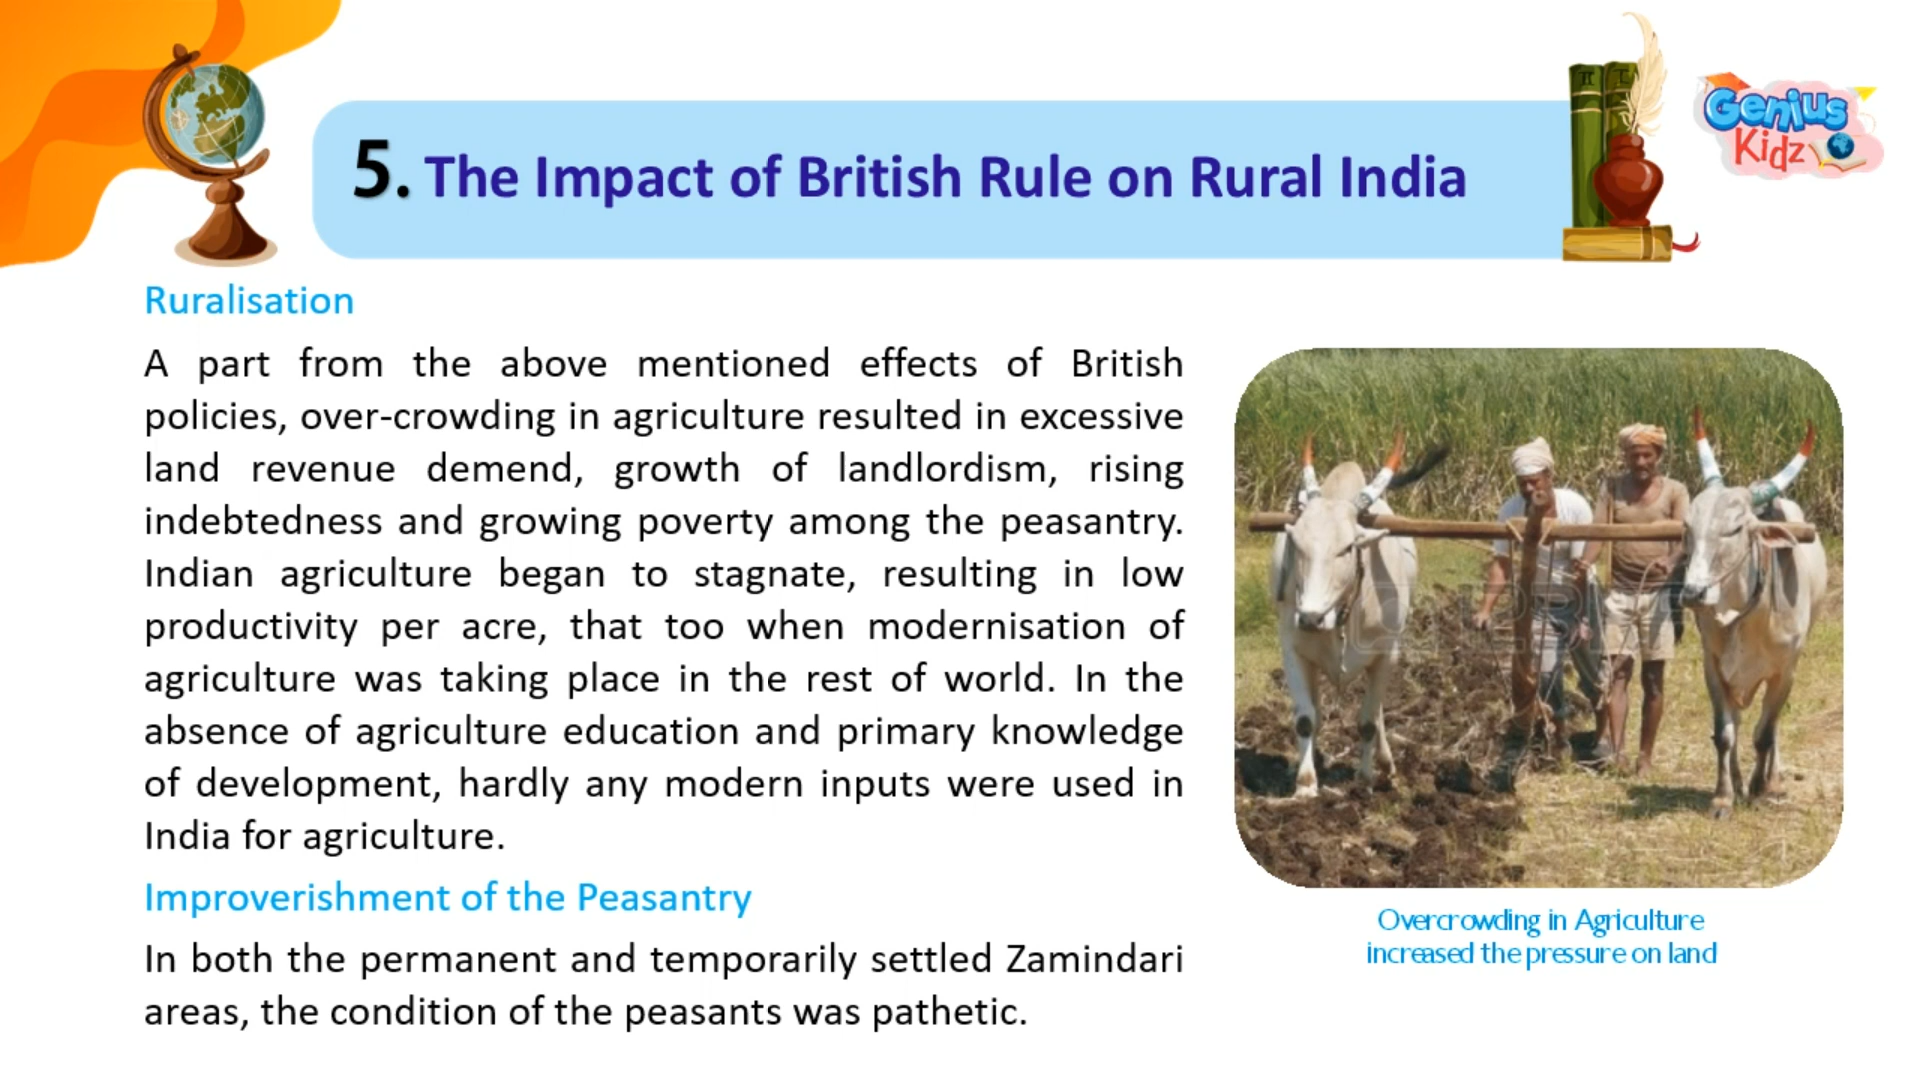 Genius
Kidz
5. The Impact of British Rule on Rural India
Ruralisation
A part from the above mentioned effects of British
policies, over-crowding in agriculture resulted in excessive
land revenue demend, growth of landlordism, rising
indebtedness and growing poverty among the peasantry.
Indian agriculture began to stagnate, resulting in low
productivity per acre, that too when modernisation of
agriculture was taking place in the rest of world. In the
absence of agriculture education and primary knowledge
of development, hardly any modern inputs were used in
India for agriculture.
Improverishment of the Peasantry
In both the permanent and temporarily settled Zamindari
areas, the condition of the peasants was pathetic.
Overcrowding in Agriculture
increased the pressure on land